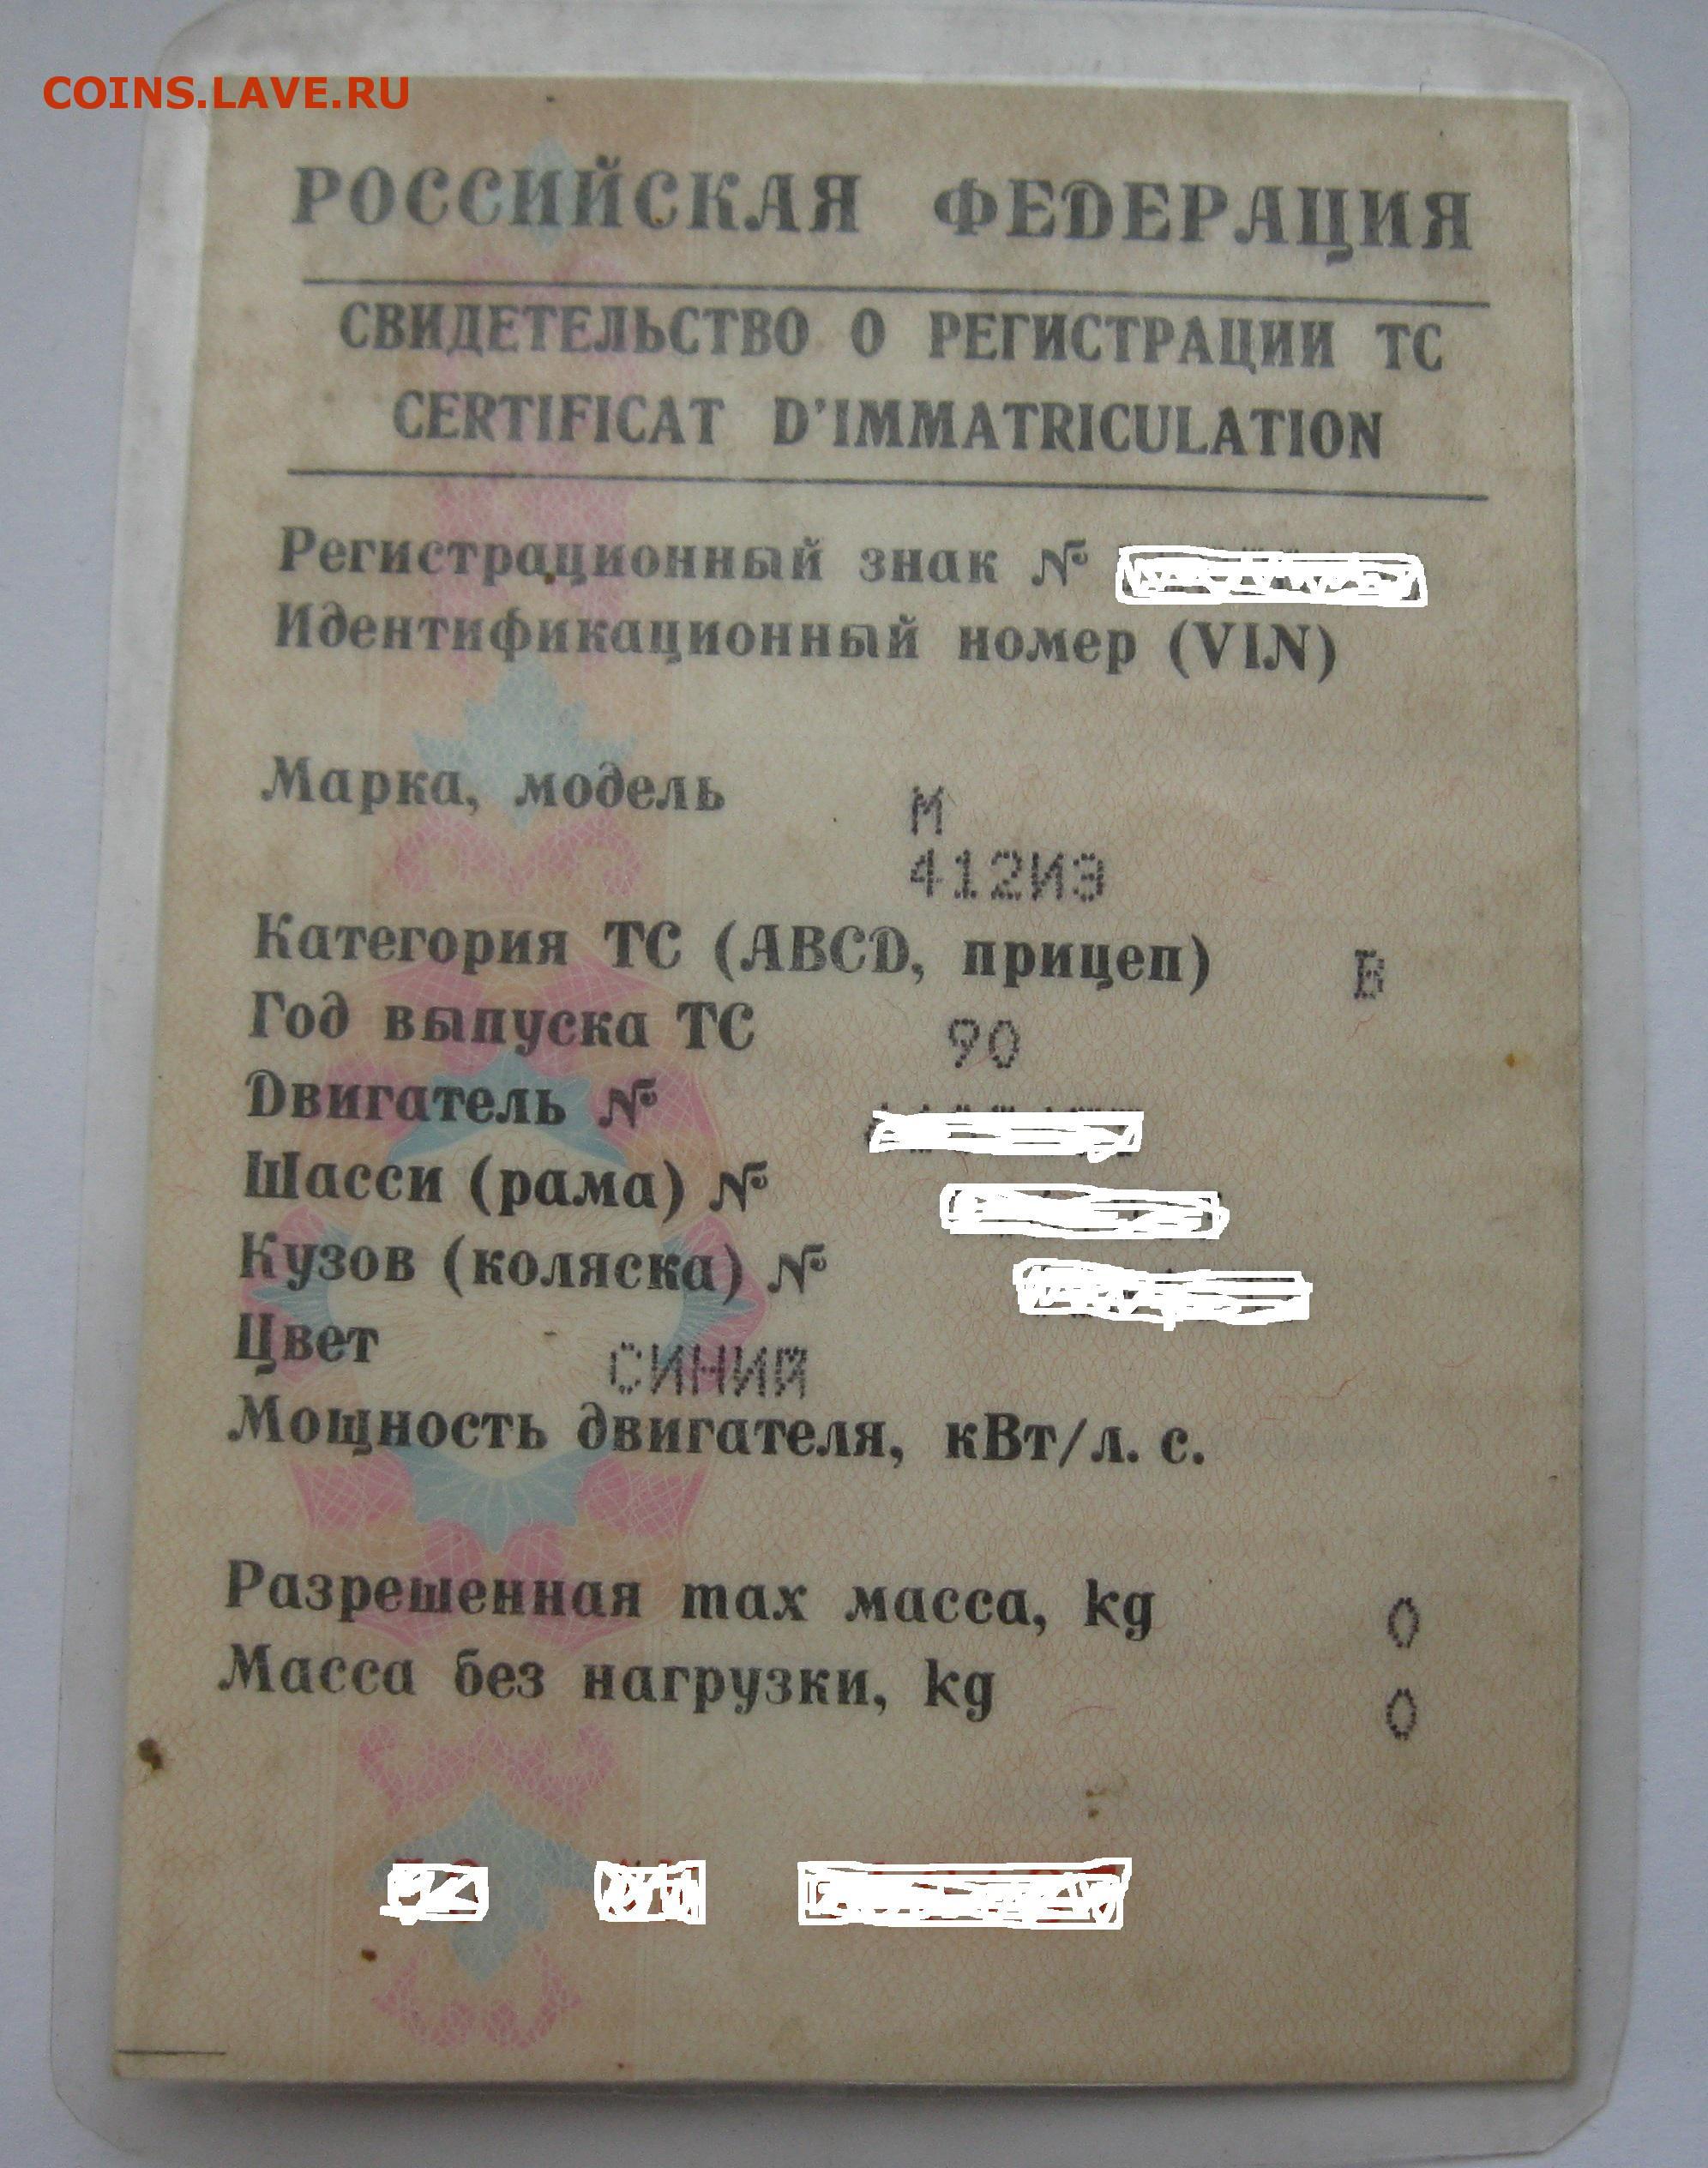 COINS.LAVE.RU
РОССИЙСКАЯ ФЕДЕРАЦИЯ
СВИДЕТЕЛЬСТВО О РЕГИСТРАЦИИ ТС
CERTIFICAT D'IMMATRICULATION
Регистрационный знак №
Идентификационный номер (VIN)
Марка, модель М
412ИЭ
Категория ТС (ABCD, прицеп) B
Год выпуска ТС 90
Двигатель №
Шасси (рама) №
Кузов (коляска) №
Цвет СИНИЙ
Мощность двигателя, кВт/л. с.
Разрешенная max масса, kg 0
Масса без нагрузки, kg 0